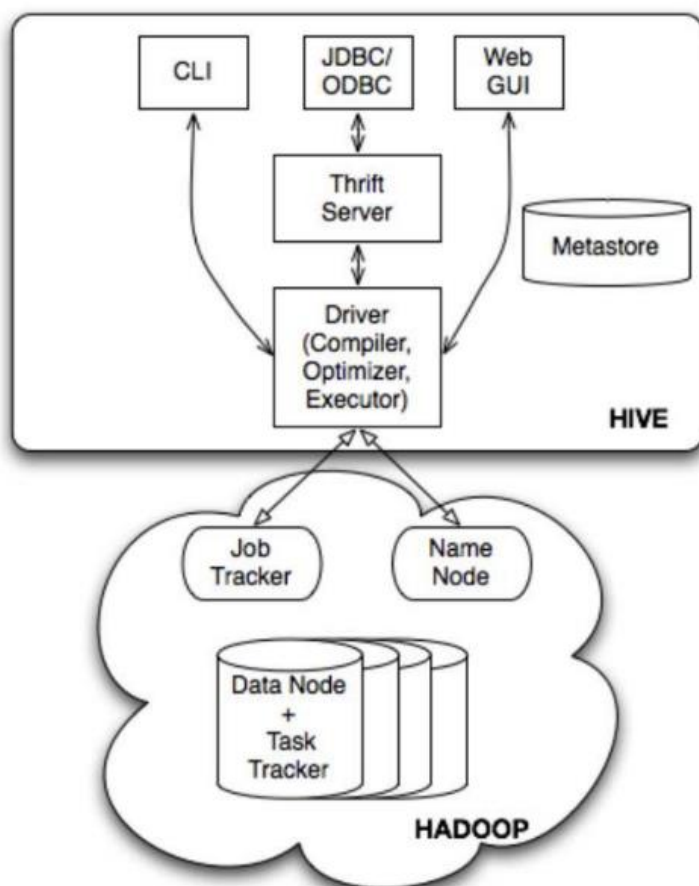 CLI
JDBC/
ODBC
Web
GUI
Thrift
Server
Metastore
Driver
(Compiler,
Optimizer,
Executor)
HIVE
Job
Tracker
Name
Node
Data Node
+
Task
Tracker
HADOOP